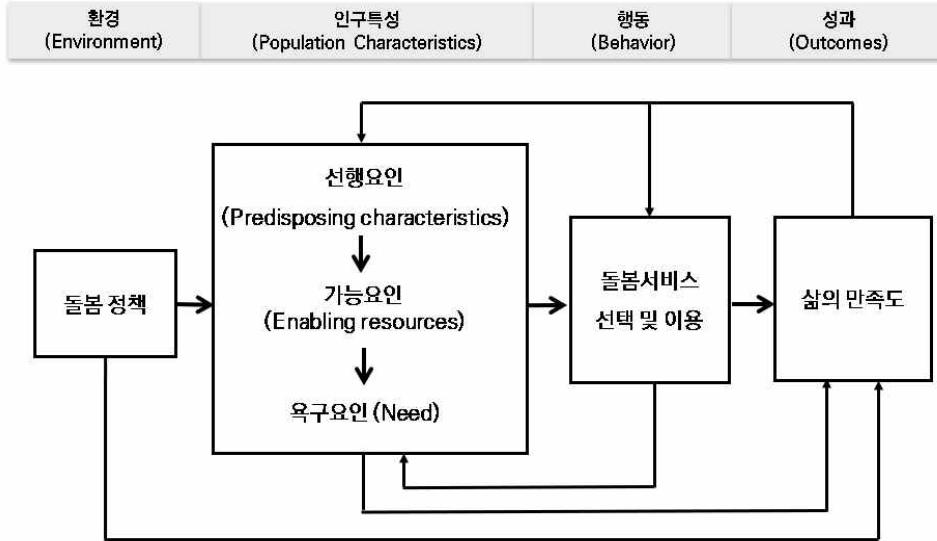 환경
(Environment)
인구특성
(Population Characteristics)
행동
(Behavior)
성과
(Outcomes)
선행요인
(Predisposing characteristics)
가능요인
(Enabling resources)
욕구요인 (Need)
돌봄 정책
돌봄서비스
선택 및 이용
삶의 만족도